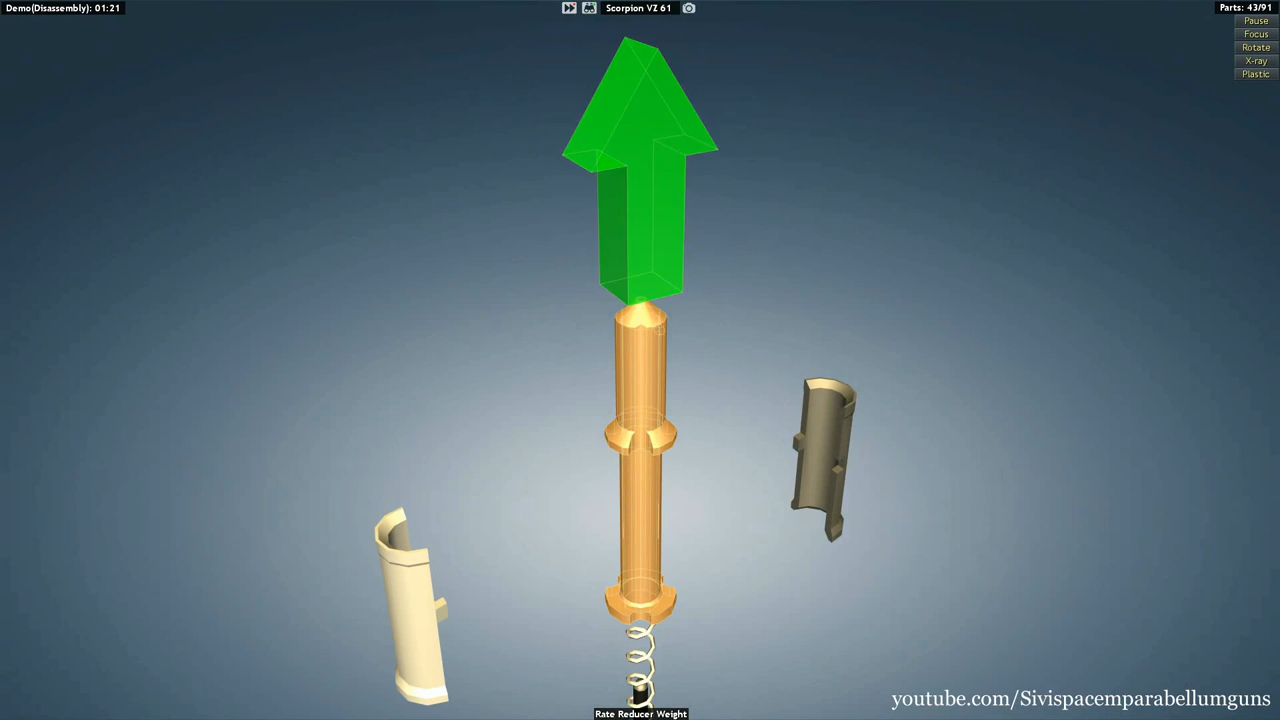 Demo(Disassembly): 01:21
Scorpion VZ 61
Parts: 43/91
Pause
Focus
Rotate
X-ray
Plastic
youtube.com/Sivispacemparabellumguns
Rate Reducer Weight